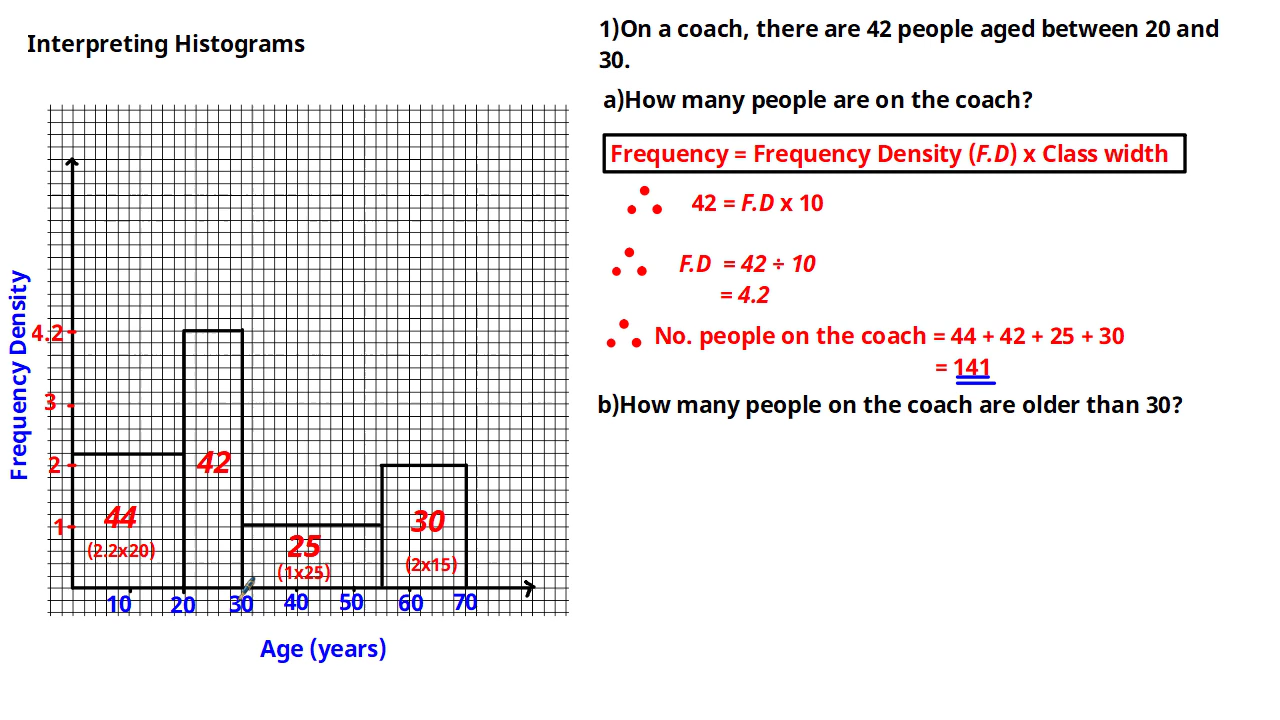 Interpreting Histograms
1)On a coach, there are 42 people aged between 20 and
30.
a)How many people are on the coach?
Frequency = Frequency Density (F.D) x Class width
∴ 42 = F.D x 10
∴ F.D = 42 ÷ 10
= 4.2
∴ No. people on the coach = 44 + 42 + 25 + 30
= 141
b)How many people on the coach are older than 30?
Frequency Density
4.2
3
2
1
44
(2.2x20)
42
25
(1x25)
30
(2x15)
10 20 30 40 50 60 70
Age (years)